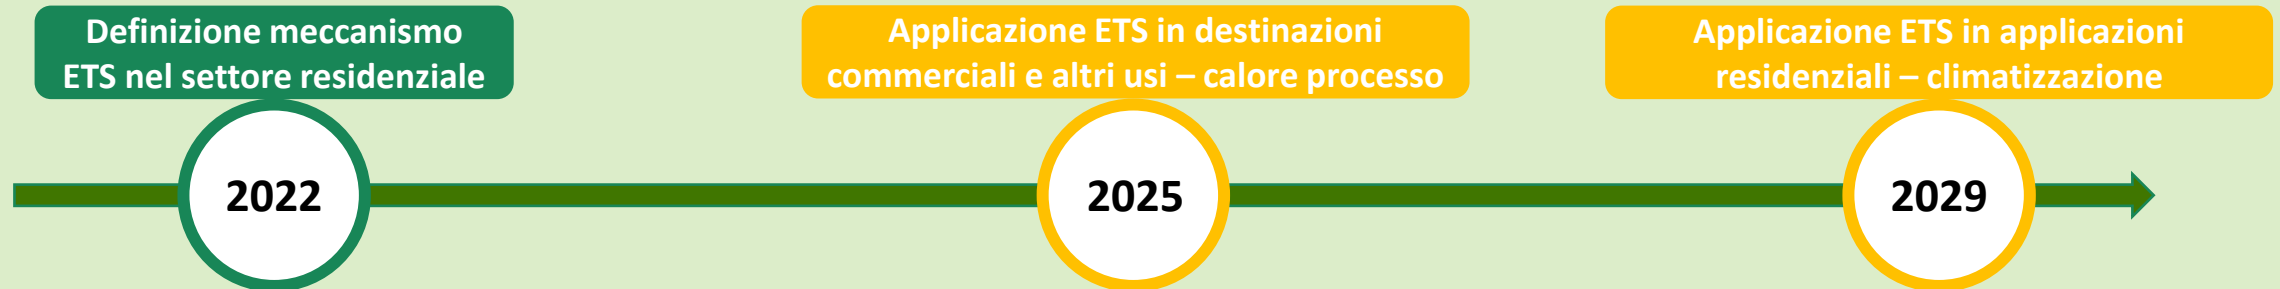 Definizione meccanismo
ETS nel settore residenziale
Applicazione ETS in destinazioni
commerciali e altri usi – calore processo
Applicazione ETS in applicazioni
residenziali – climatizzazione
2022
2025
2029